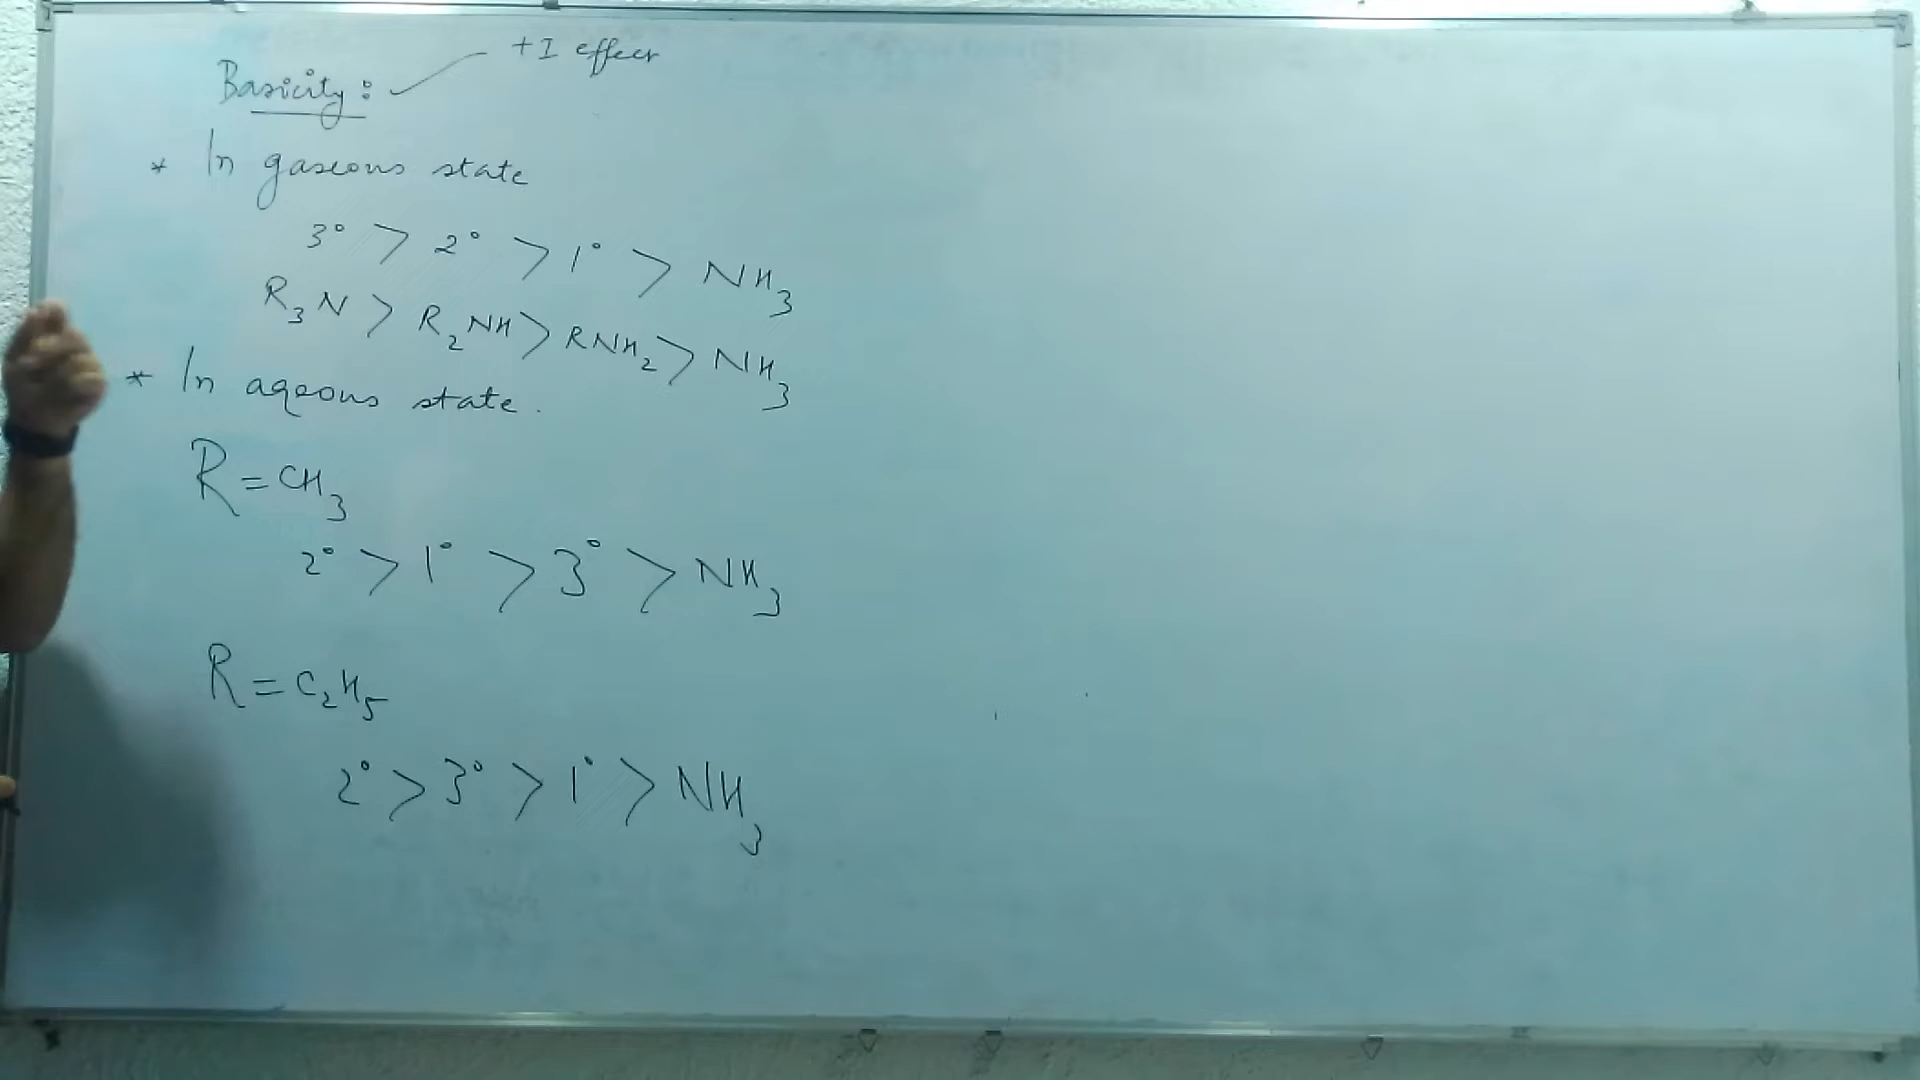 +I effect
Basicity:
* In gaseous state
3° > 2° > 1° > NH₃
R₃N > R₂NH > RNH₂ > NH₃
* In aqeous state.
R = CH₃
2° > 1° > 3° > NH₃
R = C₂H₅
2° > 3° > 1° > NH₃